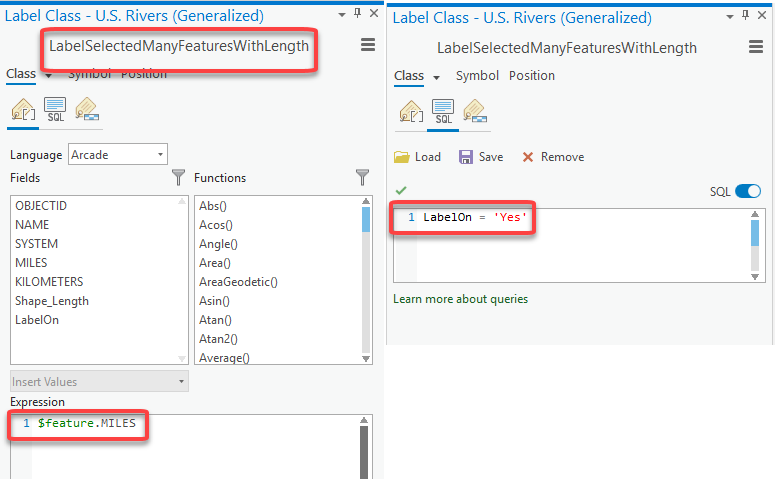 Label Class - U.S. Rivers (Generalized)
LabelSelectedManyFeaturesWithLength
Class Symbol Position
SQL
Language Arcade
Fields Functions
OBJECTID Abs()
NAME Acos()
SYSTEM Angle()
MILES Area()
KILOMETERS AreaGeodetic()
Shape_Length Asin()
LabelOn Atan()
Atan2()
Average()
Insert Values
Expression
1 $feature.MILES
Label Class - U.S. Rivers (Generalized)
LabelSelectedManyFeaturesWithLength
Class Symbol Position
SQL
Load Save Remove
SQL
1 LabelOn = 'Yes'
Learn more about queries